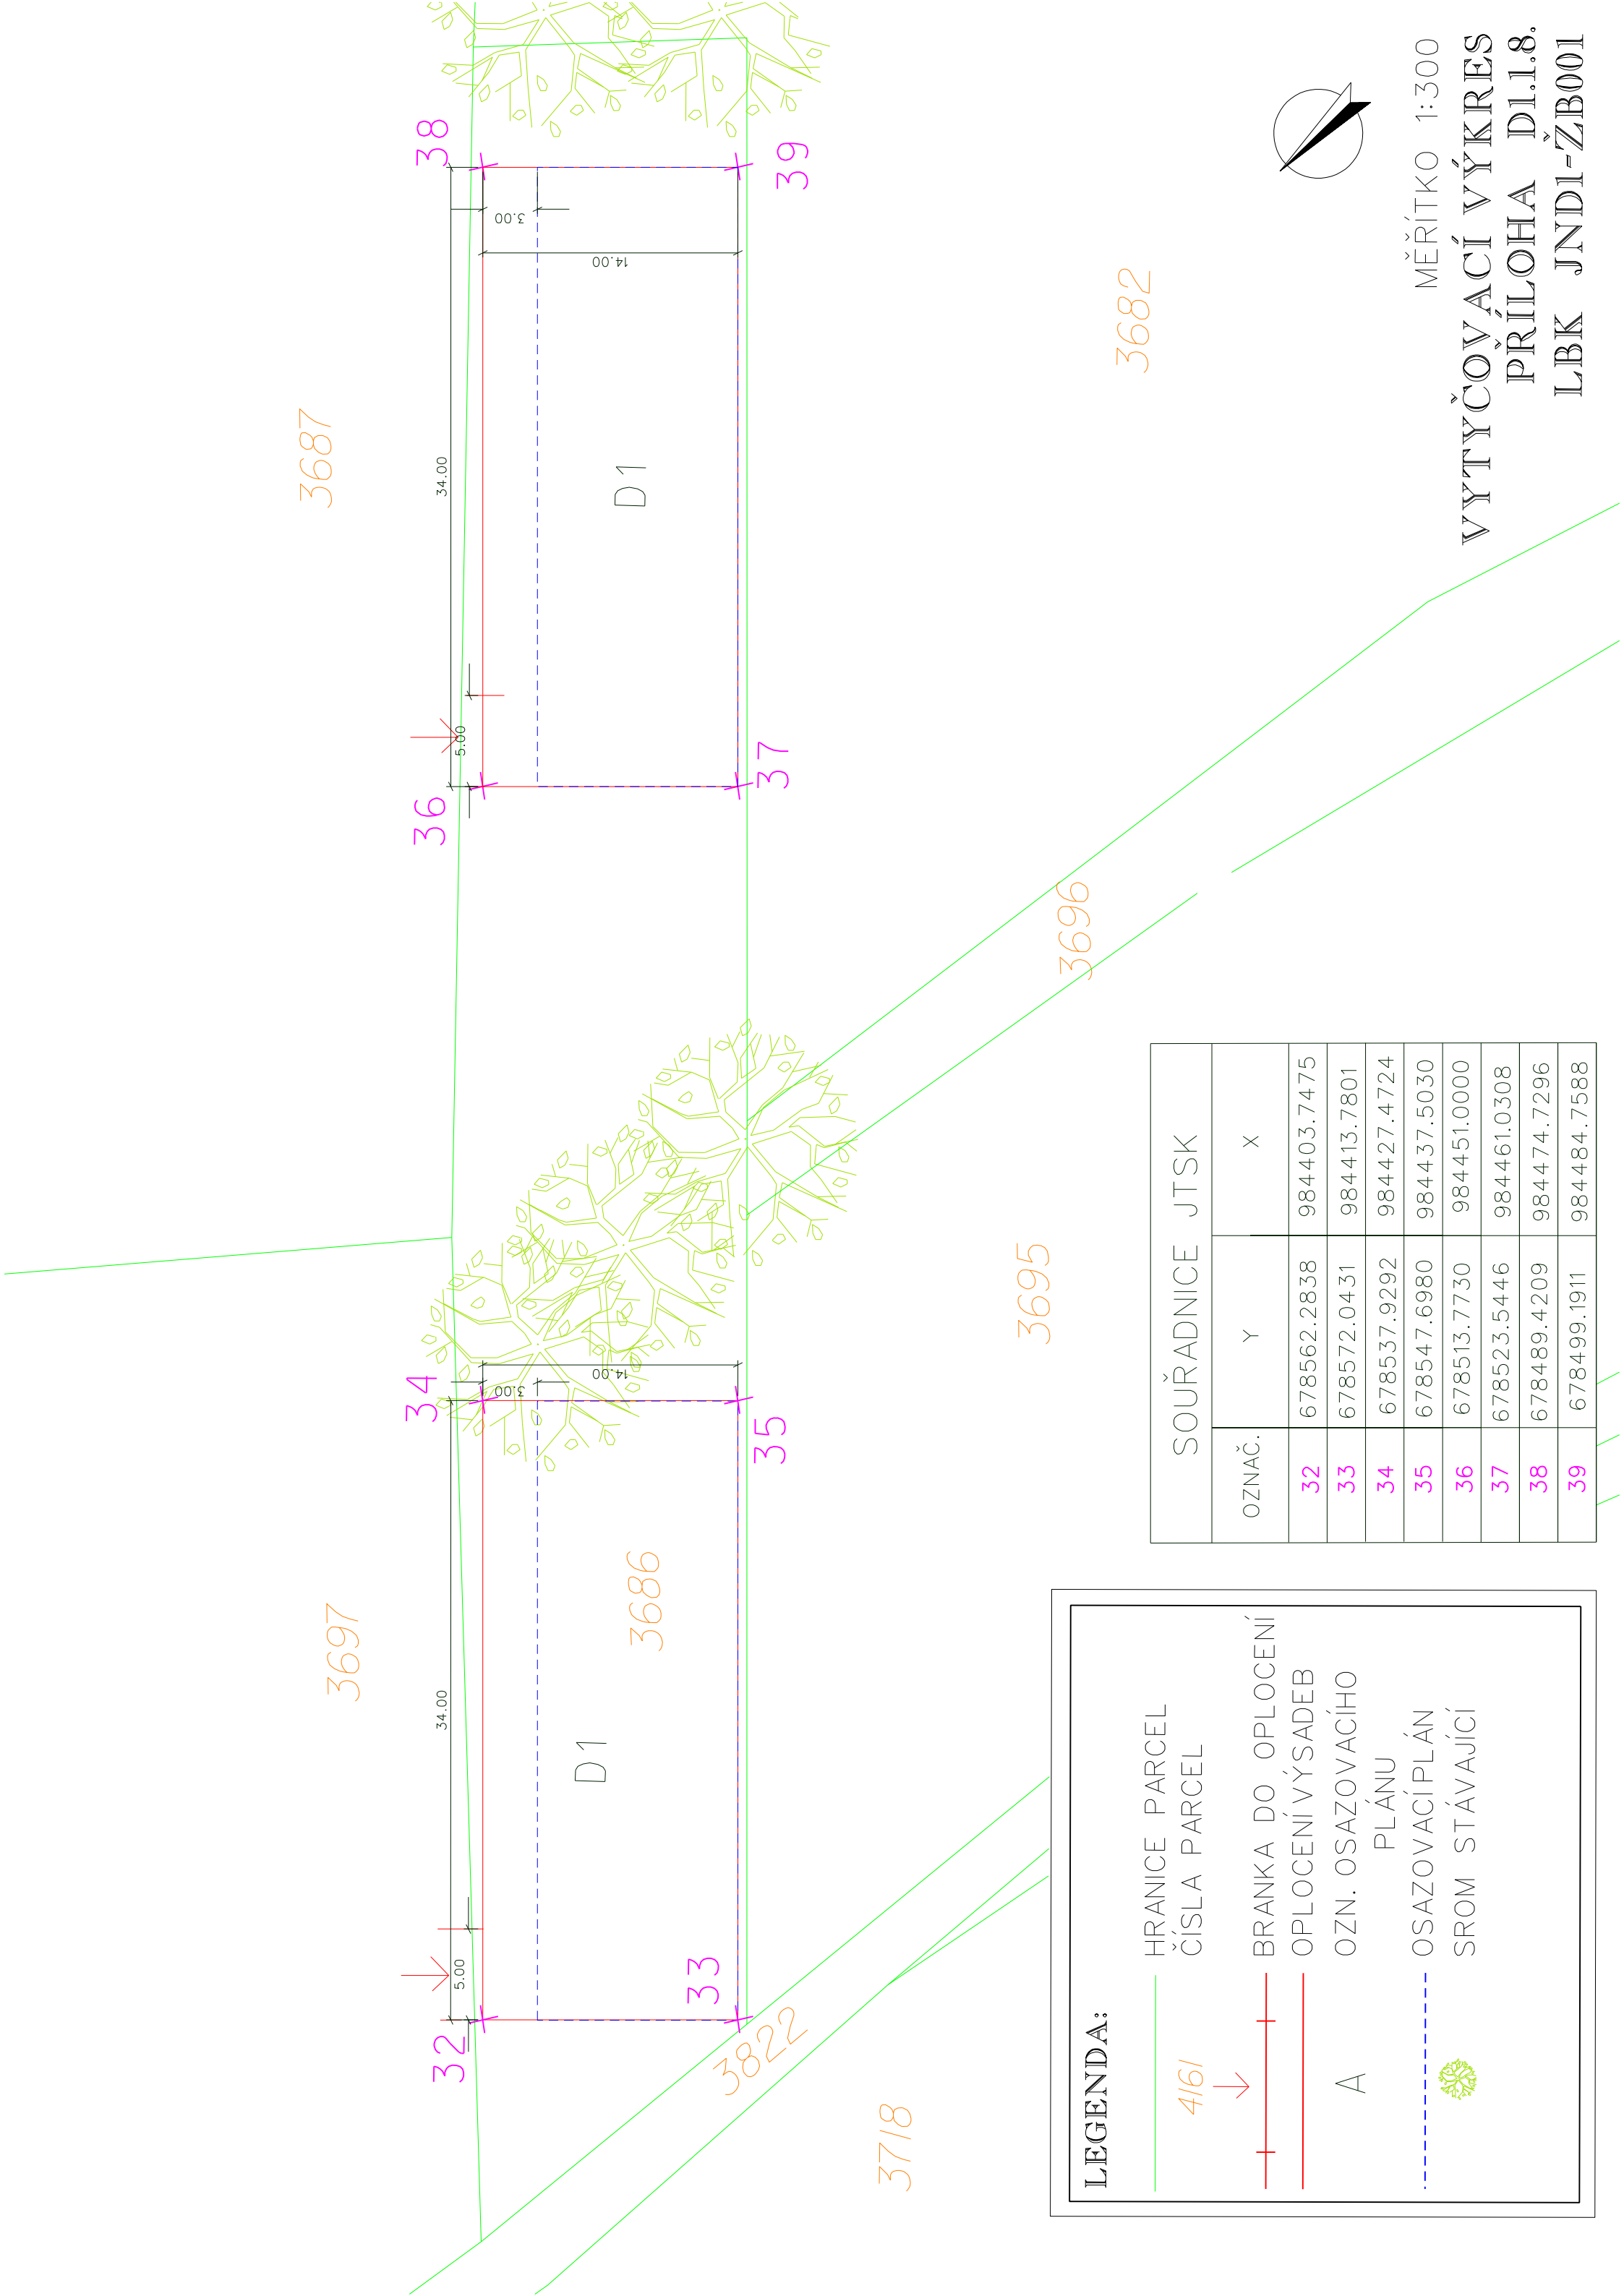 3697
3687
32
34
36
38
34.00
34.00
5.00
5.00
3.00
14.00
3.00
14.00
D1
3686
D1
33
35
37
39
3822
3718
3695
3696
3682
LEGENDA:
HRANICE PARCEL
4161 ČÍSLA PARCEL
BRANKA DO OPLOCENÍ
OPLOCENÍ VÝSADEB
A OZN. OSAZOVACÍHO
PLÁNU
OSAZOVACÍ PLÁN
SROM STÁVAJÍCÍ
SOUŘADNICE JTSK
OZNAČ. Y X
32 678562.2838 984403.7475
33 678572.0431 984413.7801
34 678537.9292 984427.4724
35 678547.6980 984437.5030
36 678513.7730 984451.0000
37 678523.5446 984461.0308
38 678489.4209 984474.7296
39 678499.1911 984484.7588
MĚŘÍTKO 1:300
VYTYČOVACÍ VÝKRES
PŘÍLOHA D1.1.8.
LBK JND1-ŽB001